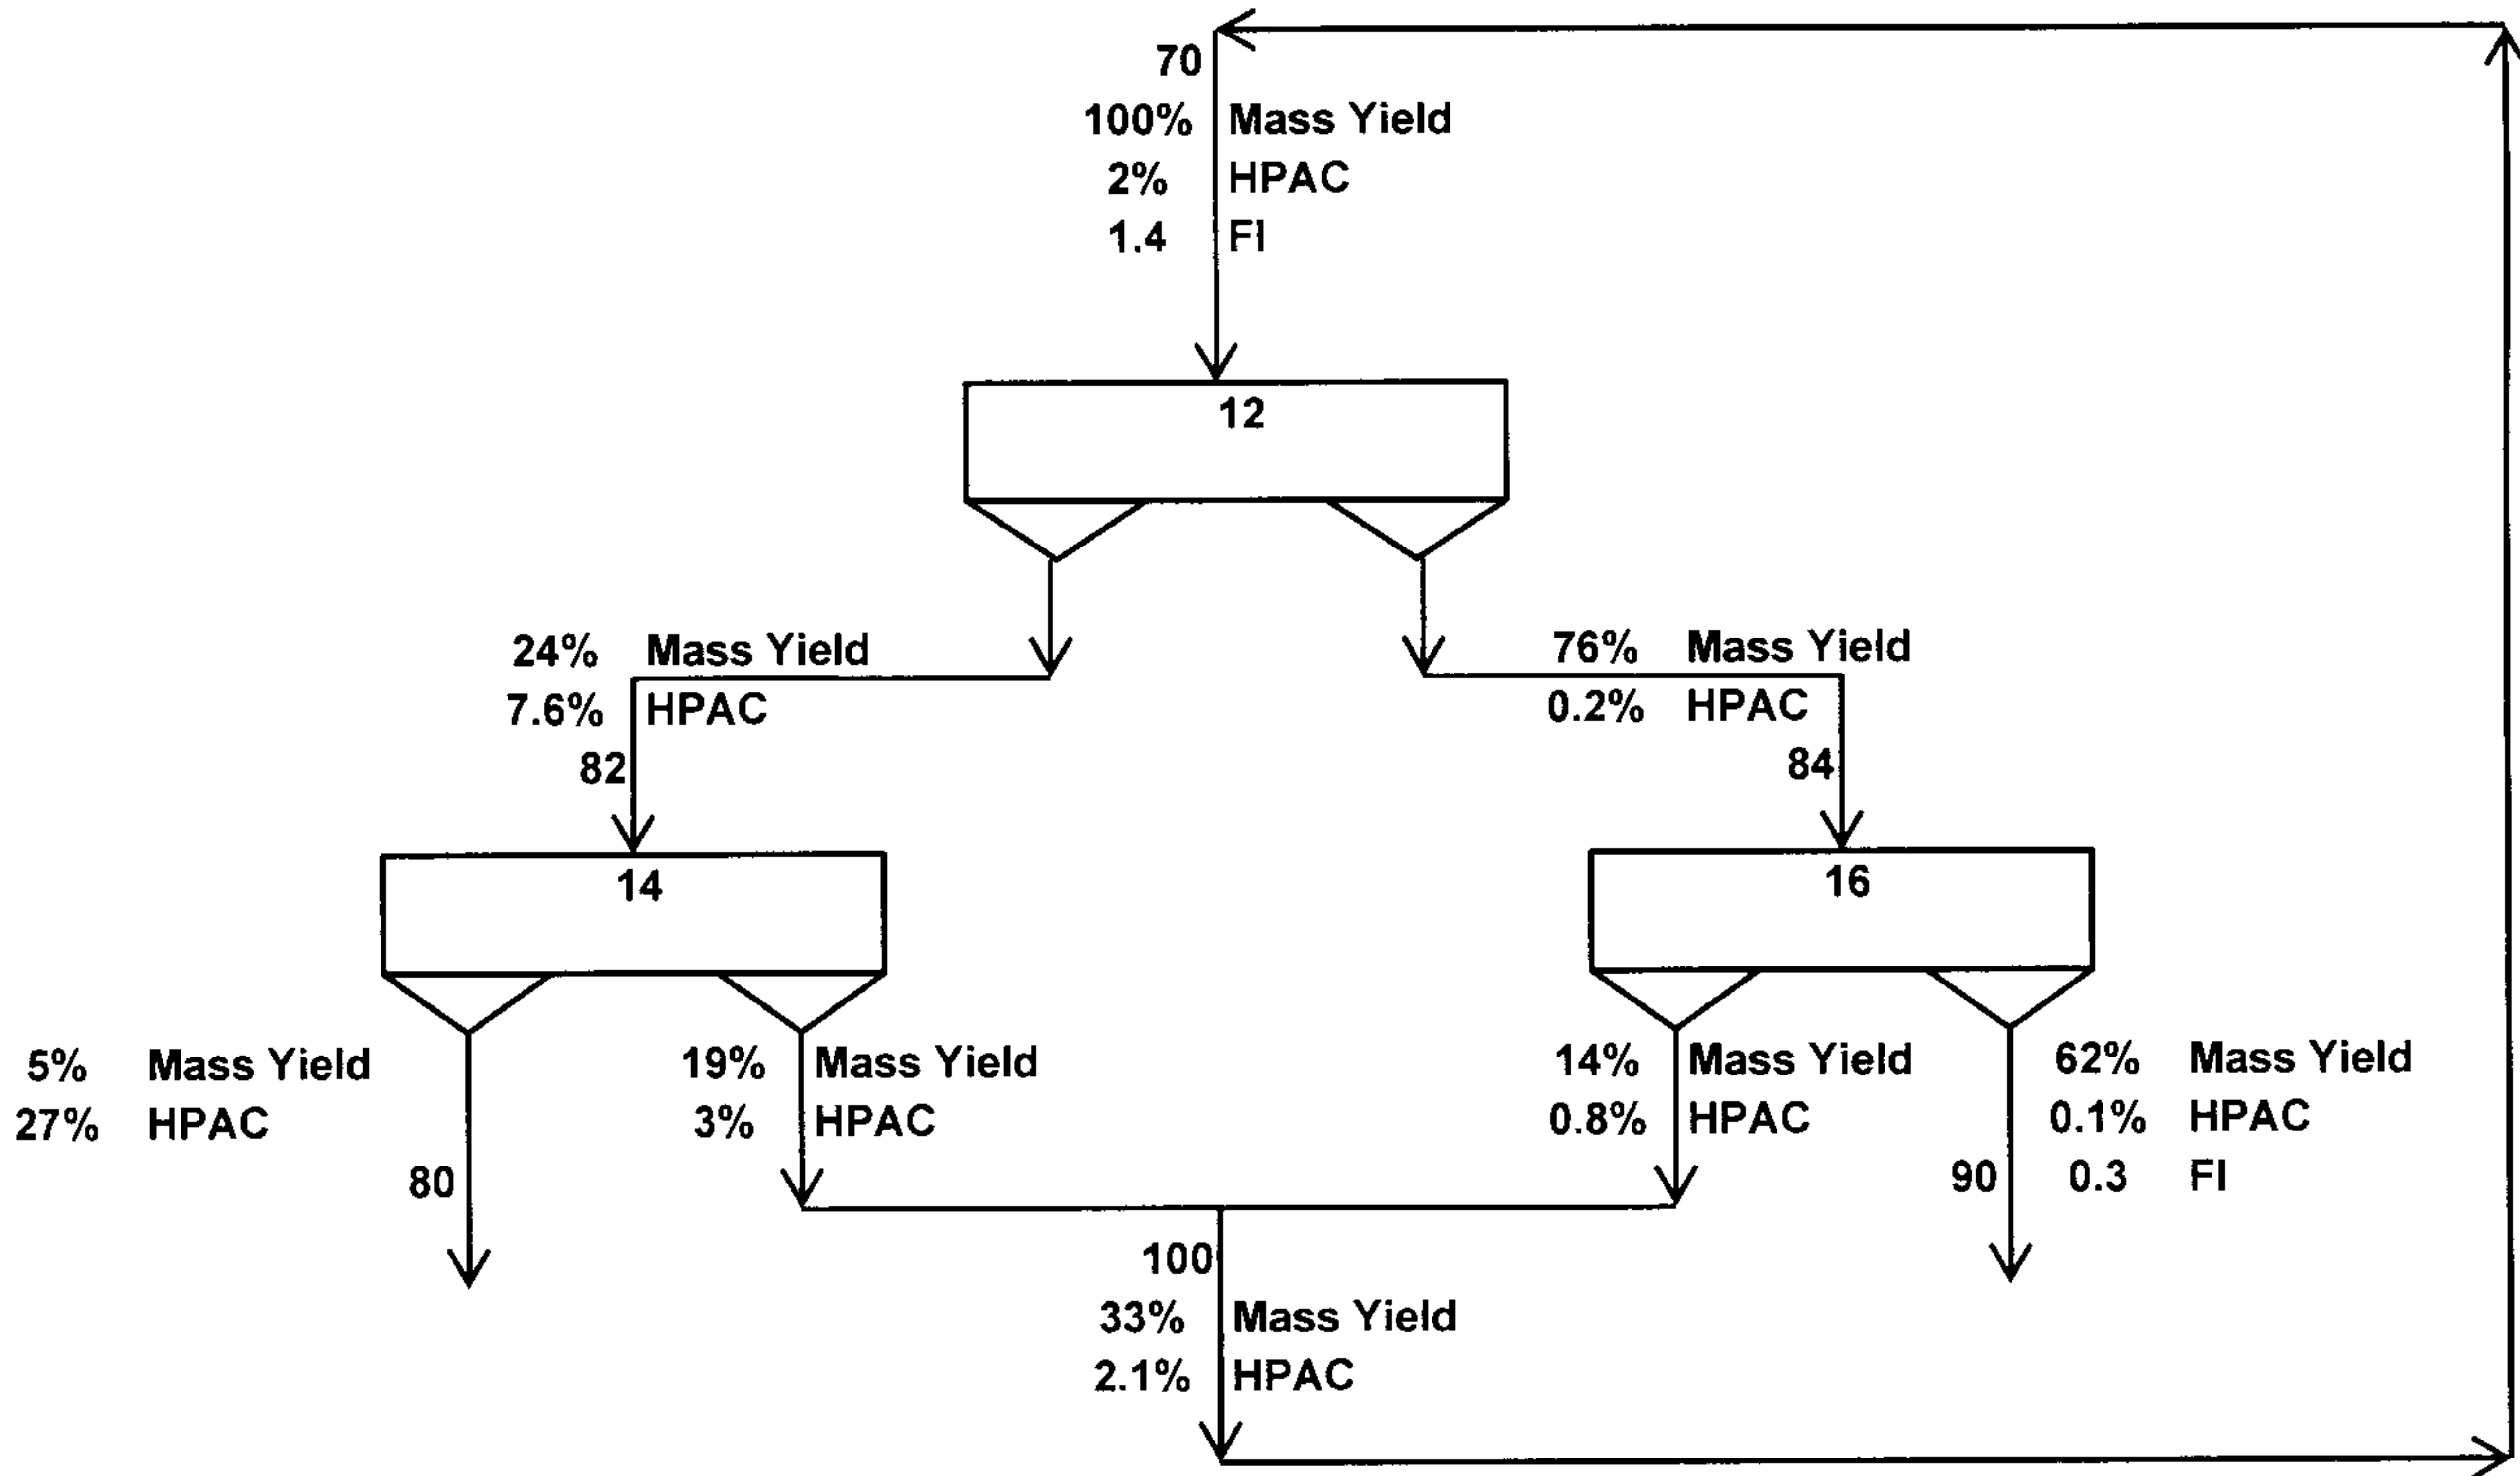 70
100% Mass Yield
2% HPAC
1.4 FI
12
24% Mass Yield
7.6% HPAC
82
76% Mass Yield
0.2% HPAC
84
14
16
5% Mass Yield
27% HPAC
80
19% Mass Yield
3% HPAC
14% Mass Yield
0.8% HPAC
62% Mass Yield
0.1% HPAC
90 0.3 FI
100
33% Mass Yield
2.1% HPAC